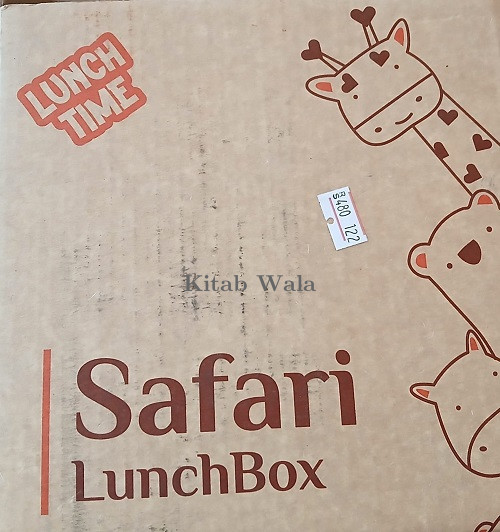 LUNCH
TIME
480 122
Kitab Wala
Safari
LunchBox